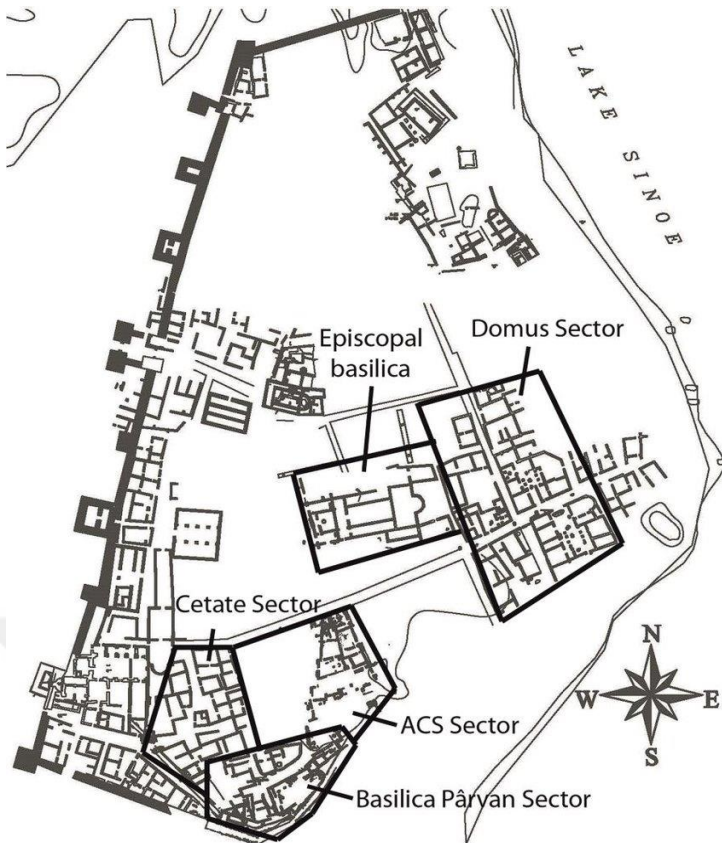 LAKE SINOE
Domus Sector
Episcopal
basilica
Cetate Sector
N
W E
S
ACS Sector
Basilica Pârvan Sector